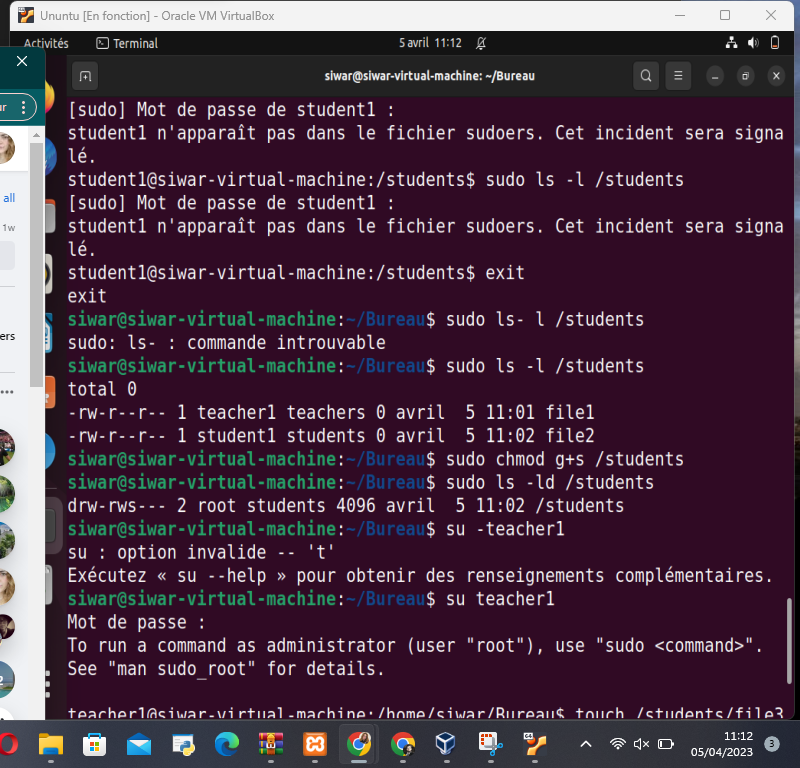 Ununtu [En fonction] - Oracle VM VirtualBox
Activités
Terminal
5 avril 11:12
siwar@siwar-virtual-machine: ~/Bureau
ur
all
1w
ers
[sudo] Mot de passe de student1 :
student1 n'apparaît pas dans le fichier sudoers. Cet incident sera signa
lé.
student1@siwar-virtual-machine:/students$ sudo ls -l /students
[sudo] Mot de passe de student1 :
student1 n'apparaît pas dans le fichier sudoers. Cet incident sera signa
lé.
student1@siwar-virtual-machine:/students$ exit
exit
siwar@siwar-virtual-machine:~/Bureau$ sudo ls- l /students
sudo: ls- : commande introuvable
siwar@siwar-virtual-machine:~/Bureau$ sudo ls -l /students
total 0
-rw-r--r-- 1 teacher1 teachers 0 avril  5 11:01 file1
-rw-r--r-- 1 student1 students 0 avril  5 11:02 file2
siwar@siwar-virtual-machine:~/Bureau$ sudo chmod g+s /students
siwar@siwar-virtual-machine:~/Bureau$ sudo ls -ld /students
drw-rws--- 2 root students 4096 avril  5 11:02 /students
siwar@siwar-virtual-machine:~/Bureau$ su -teacher1
su : option invalide -- 't'
Exécutez « su --help » pour obtenir des renseignements complémentaires.
siwar@siwar-virtual-machine:~/Bureau$ su teacher1
Mot de passe :
To run a command as administrator (user "root"), use "sudo <command>".
See "man sudo_root" for details.
teacher1@siwar-virtual-machine:/home/siwar/Bureau$ touch /students/file3
11:12
05/04/2023
3